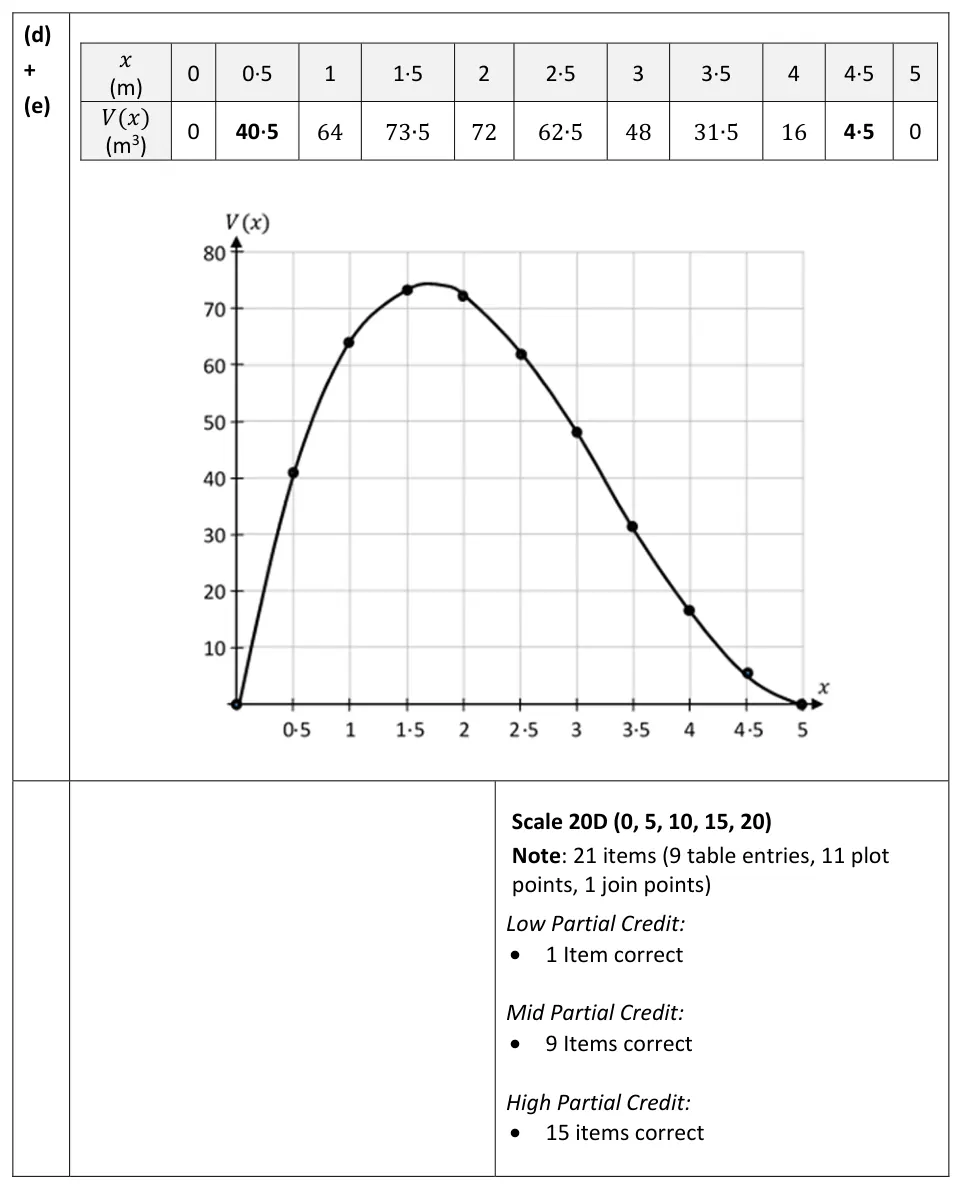 (d)
+
(e)
x
(m) 0 0·5 1 1·5 2 2·5 3 3·5 4 4·5 5
V(x)
(m³) 0 40·5 64 73·5 72 62·5 48 31·5 16 4·5 0
V(x)
80
70
60
50
40
30
20
10
x
0·5 1 1·5 2 2·5 3 3·5 4 4·5 5
Scale 20D (0, 5, 10, 15, 20)
Note: 21 items (9 table entries, 11 plot
points, 1 join points)
Low Partial Credit:
• 1 Item correct
Mid Partial Credit:
• 9 Items correct
High Partial Credit:
• 15 items correct